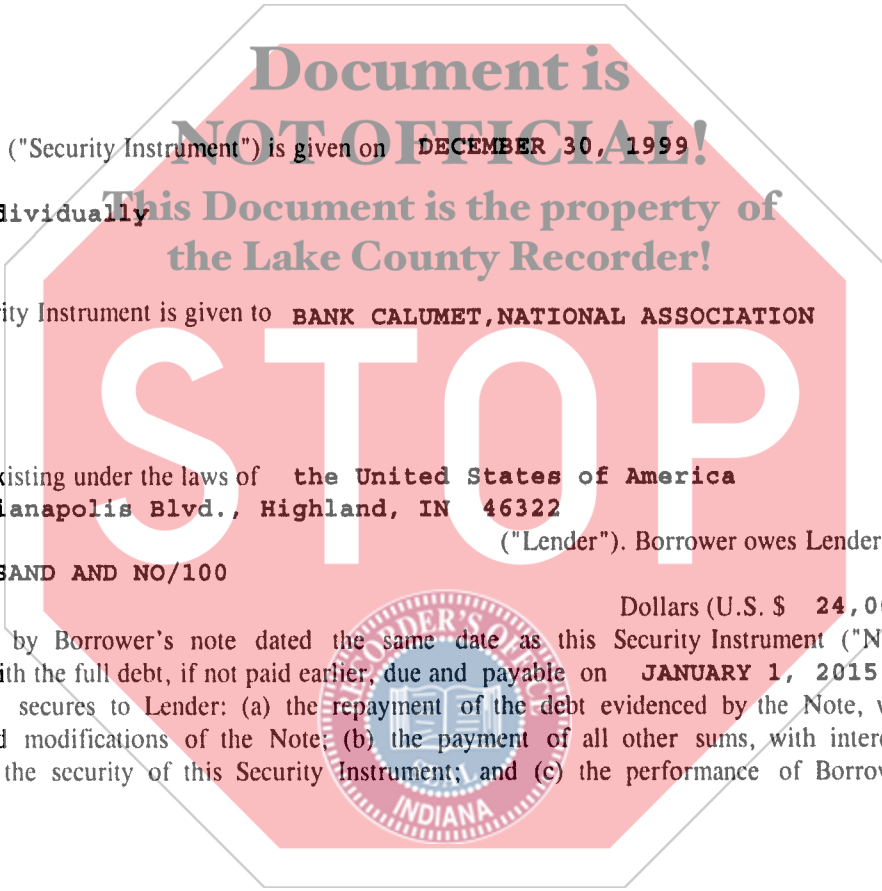 Document is
NOT OFFICIAL!
("Security Instrument") is given on DECEMBER 30, 1999
This Document is the property of
dividually
the Lake County Recorder!
rity Instrument is given to BANK CALUMET,NATIONAL ASSOCIATION
STOP
xisting under the laws of the United States of America
ianapolis Blvd., Highland, IN 46322
("Lender"). Borrower owes Lender
SAND AND NO/100
Dollars (U.S. $ 24,00
by Borrower's note dated the same date as this Security Instrument ("N
ith the full debt, if not paid earlier, due and payable on JANUARY 1, 2015
secures to Lender: (a) the repayment of the debt evidenced by the Note, w
d modifications of the Note; (b) the payment of all other sums, with intere
the security of this Security Instrument; and (c) the performance of Borrow
RECORDER'S OFFICE
SEAL
INDIANA